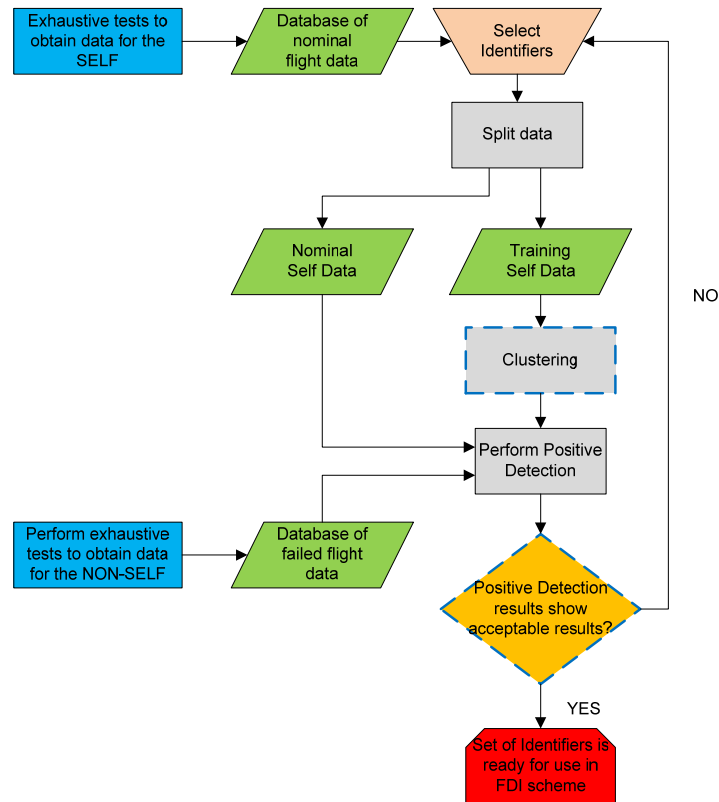 Exhaustive tests to
obtain data for the
SELF
Database of
nominal
flight data
Select
Identifiers
Split data
Nominal
Self Data
Training
Self Data
NO
Clustering
Perform Positive
Detection
Perform exhaustive
tests to obtain data
for the NON-SELF
Database of
failed flight
data
Positive Detection
results show
acceptable results?
YES
Set of Identifiers is
ready for use in
FDI scheme